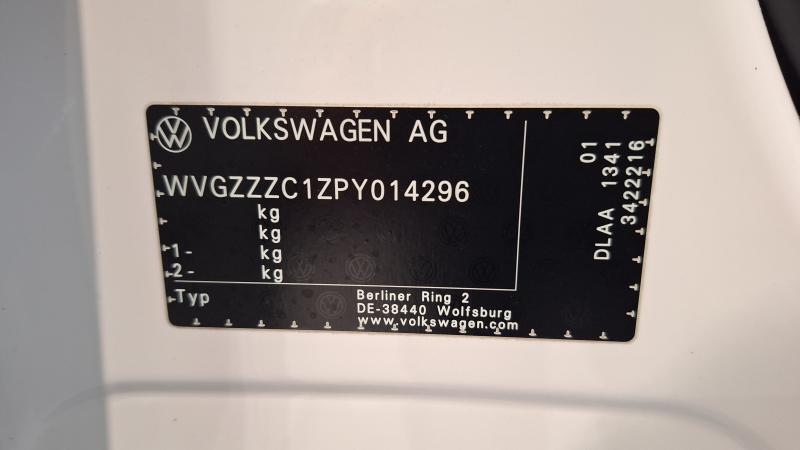 VOLKSWAGEN AG
WVGZZZC1ZPY014296
kg
kg
1- kg
2- kg
Typ
Berliner Ring 2
DE-38440 Wolfsburg
www.volkswagen.com
01
DLAA 1341
3422216